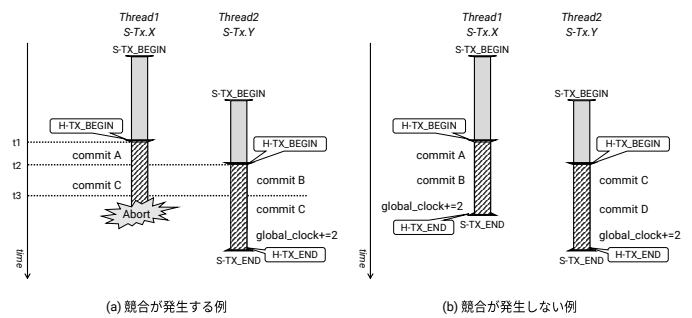 Thread1
S-Tx.X
Thread2
S-Tx.Y
S-TX_BEGIN
S-TX_BEGIN
H-TX_BEGIN
t1
H-TX_BEGIN
commit A
t2
commit B
commit C
t3
commit C
Abort
global_clock+=2
H-TX_END
S-TX_END
time
(a) 競合が発生する例
Thread1
S-Tx.X
Thread2
S-Tx.Y
S-TX_BEGIN
S-TX_BEGIN
H-TX_BEGIN
H-TX_BEGIN
commit A
commit B
commit C
global_clock+=2
commit D
H-TX_END
S-TX_END
global_clock+=2
H-TX_END
S-TX_END
time
(b) 競合が発生しない例